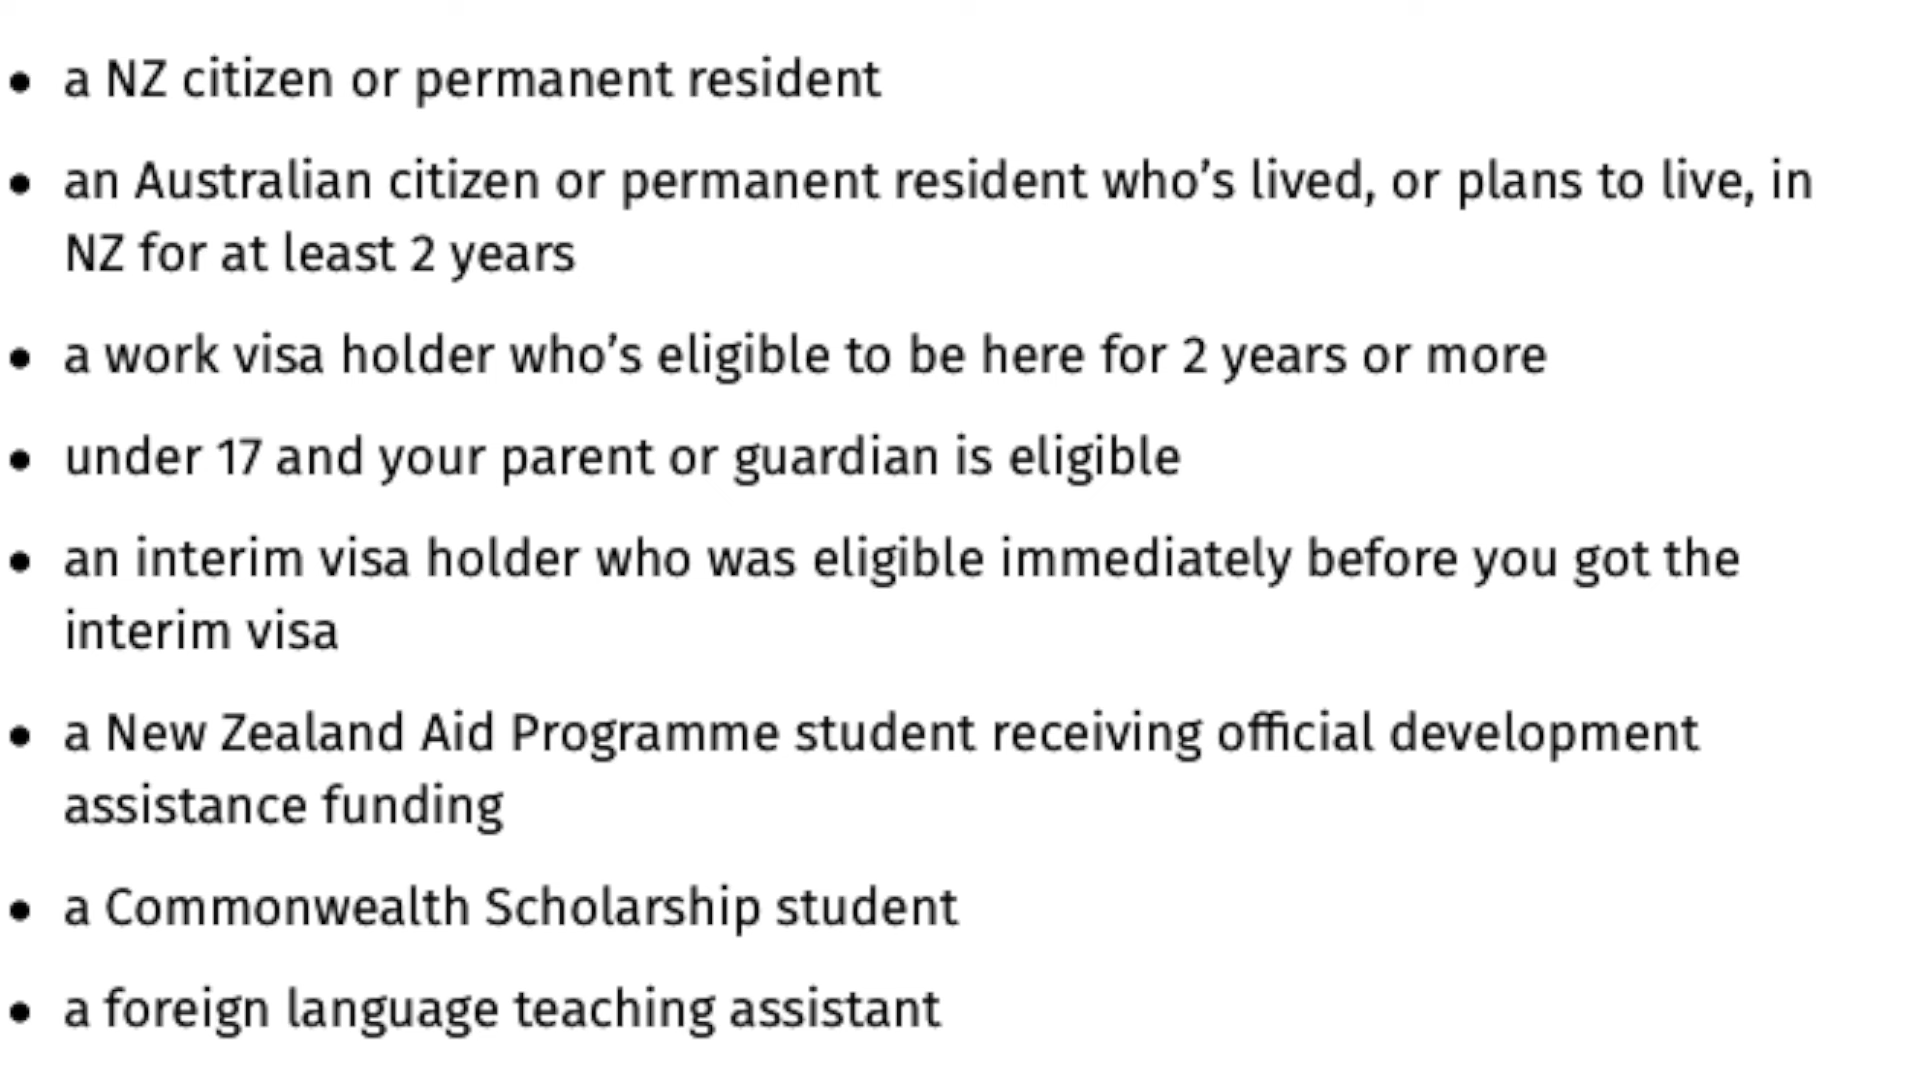 • a NZ citizen or permanent resident
• an Australian citizen or permanent resident who’s lived, or plans to live, in
NZ for at least 2 years
• a work visa holder who’s eligible to be here for 2 years or more
• under 17 and your parent or guardian is eligible
• an interim visa holder who was eligible immediately before you got the
interim visa
• a New Zealand Aid Programme student receiving official development
assistance funding
• a Commonwealth Scholarship student
• a foreign language teaching assistant